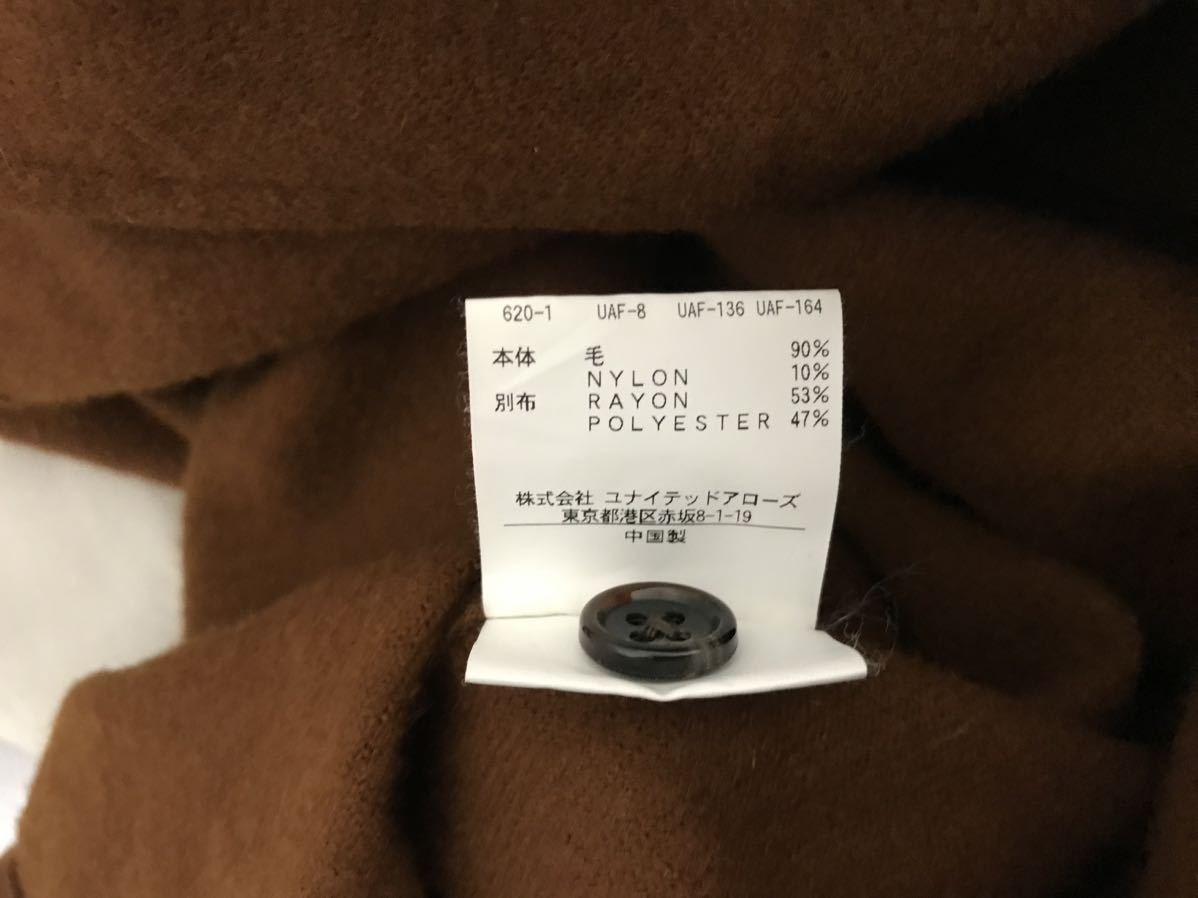 620-1 UAF-8 UAF-136 UAF-164
本体 毛 90%
NYLON 10%
別布 RAYON 53%
POLYESTER 47%
株式会社 ユナイテッドアローズ
東京都港区赤坂8-1-19
中国製